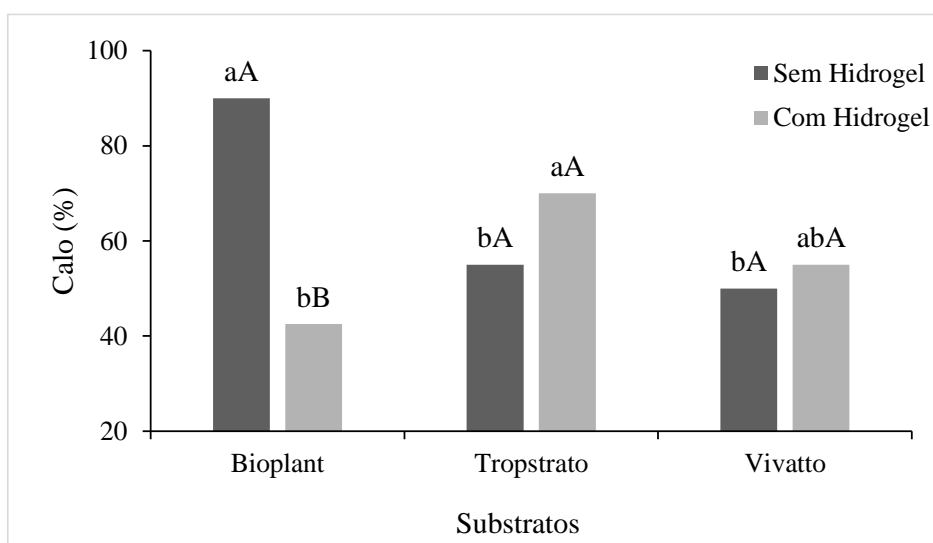 100
80
60
40
20
Calo (%)
aA
bB
bA
aA
bA
abA
Sem Hidrogel
Com Hidrogel
Bioplant
Tropstrato
Vivatto
Substratos